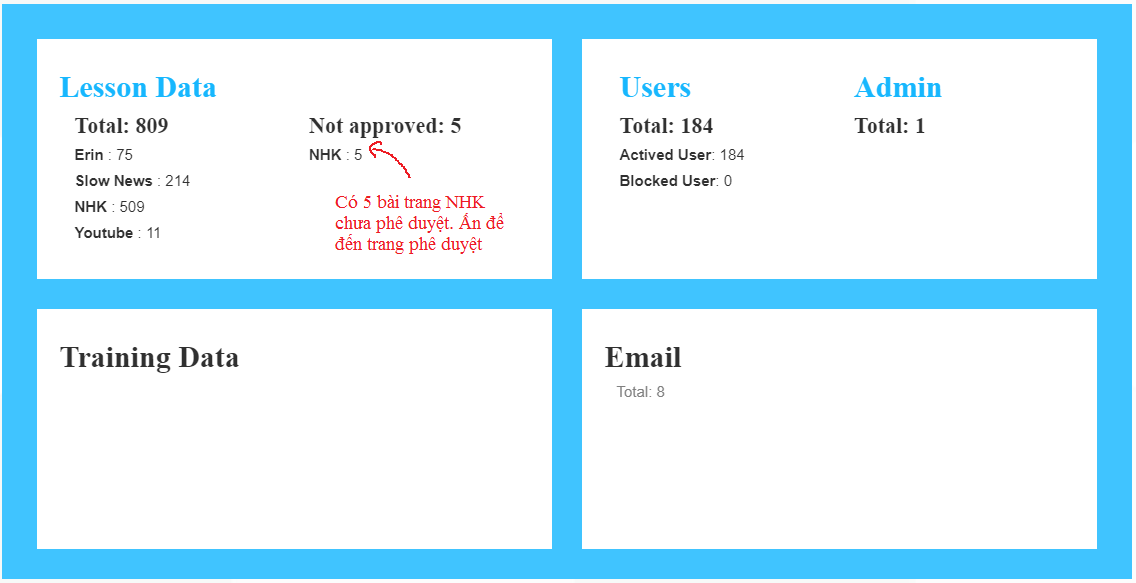 Lesson Data
Total: 809
Erin : 75
Slow News : 214
NHK : 509
Youtube : 11
Not approved: 5
NHK : 5
Có 5 bài trang NHK
chưa phê duyệt. Ấn để
đến trang phê duyệt
Users
Total: 184
Actived User: 184
Blocked User: 0
Admin
Total: 1
Training Data
Email
Total: 8